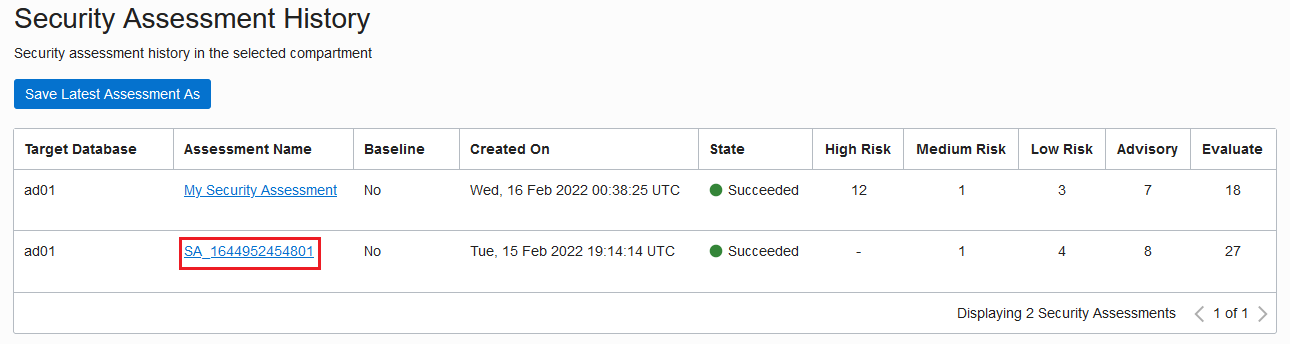 Security Assessment History
Security assessment history in the selected compartment
Save Latest Assessment As
Target Database Assessment Name Baseline Created On State High Risk Medium Risk Low Risk Advisory Evaluate
ad01 My Security Assessment No Wed, 16 Feb 2022 00:38:25 UTC Succeeded 12 1 3 7 18
ad01 SA_1644952454801 No Tue, 15 Feb 2022 19:14:14 UTC Succeeded - 1 4 8 27
Displaying 2 Security Assessments 1 of 1